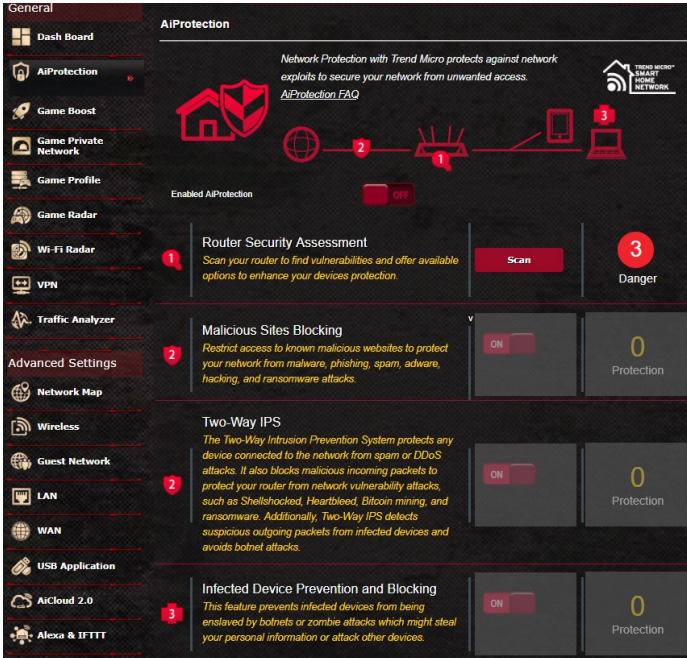 General
Dash Board
AiProtection
Game Boost
Game Private
Network
Game Profile
Game Radar
Wi-Fi Radar
VPN
Traffic Analyzer
Advanced Settings
Network Map
Wireless
Guest Network
LAN
WAN
USB Application
AiCloud 2.0
Alexa & IFTTT
AiProtection
Network Protection with Trend Micro protects against network
exploits to secure your network from unwanted access.
AiProtection FAQ
TREND MICRO™
SMART
HOME
NETWORK
3
2
1
Enabled AiProtection
OFF
1
Router Security Assessment
Scan your router to find vulnerabilities and offer available
options to enhance your devices protection.
Scan
3
Danger
2
Malicious Sites Blocking
Restrict access to known malicious websites to protect
your network from malware, phishing, spam, adware,
hacking, and ransomware attacks.
v
ON
0
Protection
2
Two-Way IPS
The Two-Way Intrusion Prevention System protects any
device connected to the network from spam or DDoS
attacks. It also blocks malicious incoming packets to
protect your router from network vulnerability attacks,
such as Shellshocked, Heartbleed, Bitcoin mining, and
ransomware. Additionally, Two-Way IPS detects
suspicious outgoing packets from infected devices and
avoids botnet attacks.
ON
0
Protection
3
Infected Device Prevention and Blocking
This feature prevents infected devices from being
enslaved by botnets or zombie attacks which might steal
your personal information or attack other devices.
ON
0
Protection